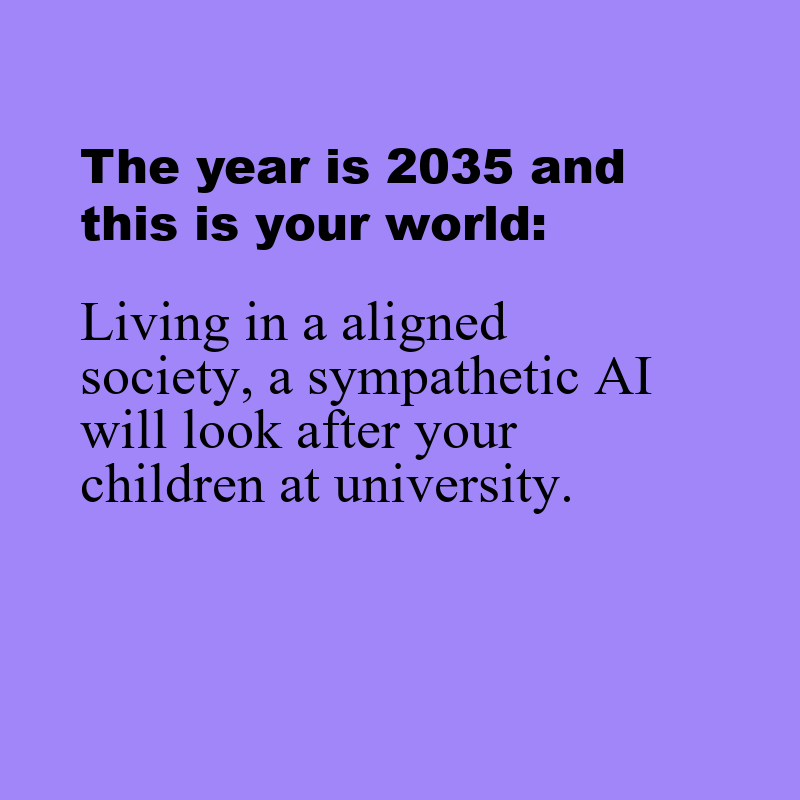 The year is 2035 and
this is your world:
Living in a aligned
society, a sympathetic AI
will look after your
children at university.